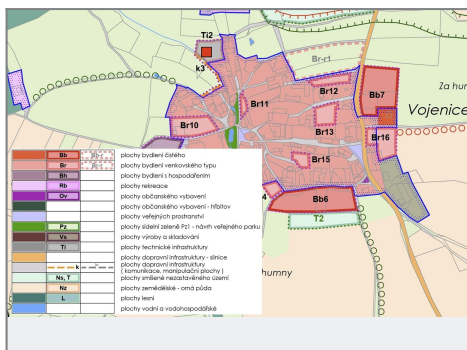 Ti2
k3
Br-r1
Br12
Bb7
Za hum
Br11
Vojenice
Br10
Br13
Br16
Br15
4
Bb6
T2
humny
Bb plochy bydlení čistého
Br plochy bydlení venkovského typu
Bh plochy bydlení s hospodařením
Rb plochy rekreace
Ov plochy občanského vybavení
plochy občanského vybavení - hřbitov
plochy veřejných prostranství
Pz plochy sídelní zeleně Pz1 - návrh veřejného parku
Vs plochy výroby a skladování
Ti plochy technické infrastruktury
plochy dopravní infrastruktury - silnice
k plochy dopravní infrastruktury
( komunikace, manipulační plochy )
Ns, T plochy smíšené nezastavěného území
Nz plochy zemědělské - orná půda
L plochy lesní
plochy vodní a vodohospodářské